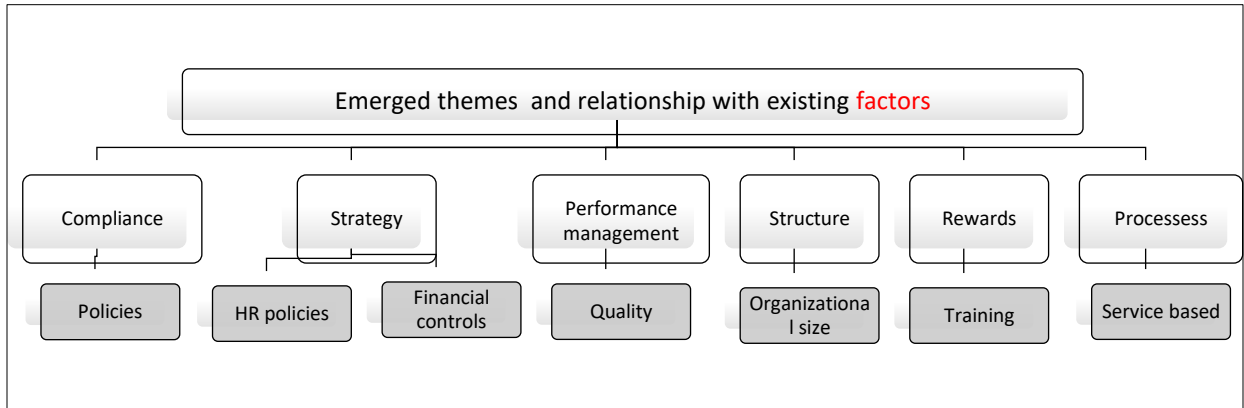 Emerged themes and relationship with existing factors
Compliance
Strategy
Performance
management
Structure
Rewards
Processess
Policies
HR policies
Financial
controls
Quality
Organizationa
l size
Training
Service based